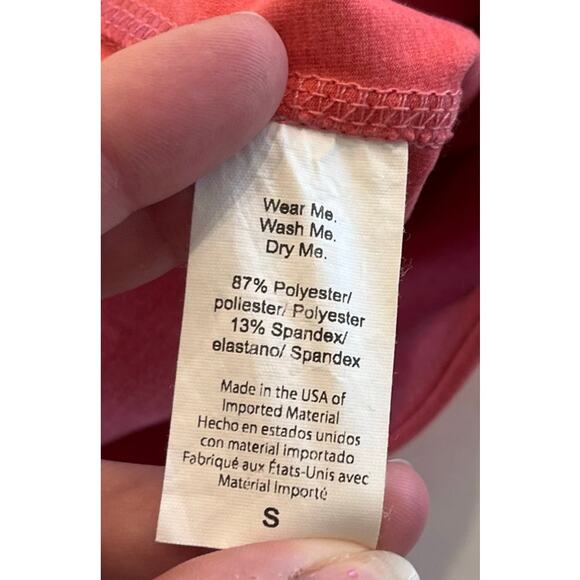 Wear Me.
Wash Me.
Dry Me.
87% Polyester/
poliester/ Polyester
13% Spandex/
elastano/ Spandex
Made in the USA of
Imported Material
Hecho en estados unidos
con material importado
Fabriqué aux États-Unis avec
Matérial Importé
S